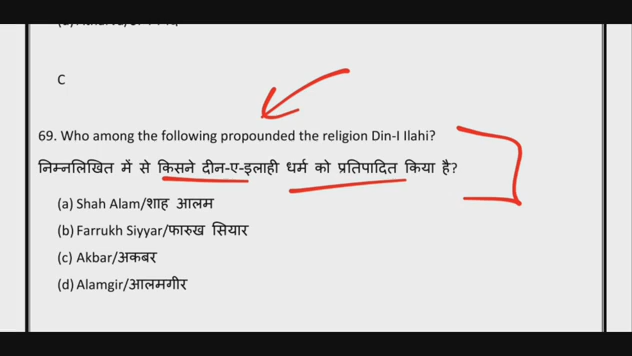 C
69. Who among the following propounded the religion Din-I Ilahi?
निम्नलिखित में से किसने दीन-ए-इलाही धर्म को प्रतिपादित किया है?
(a) Shah Alam/शाह आलम
(b) Farrukh Siyyar/फारुख सियार
(c) Akbar/अकबर
(d) Alamgir/आलमगीर